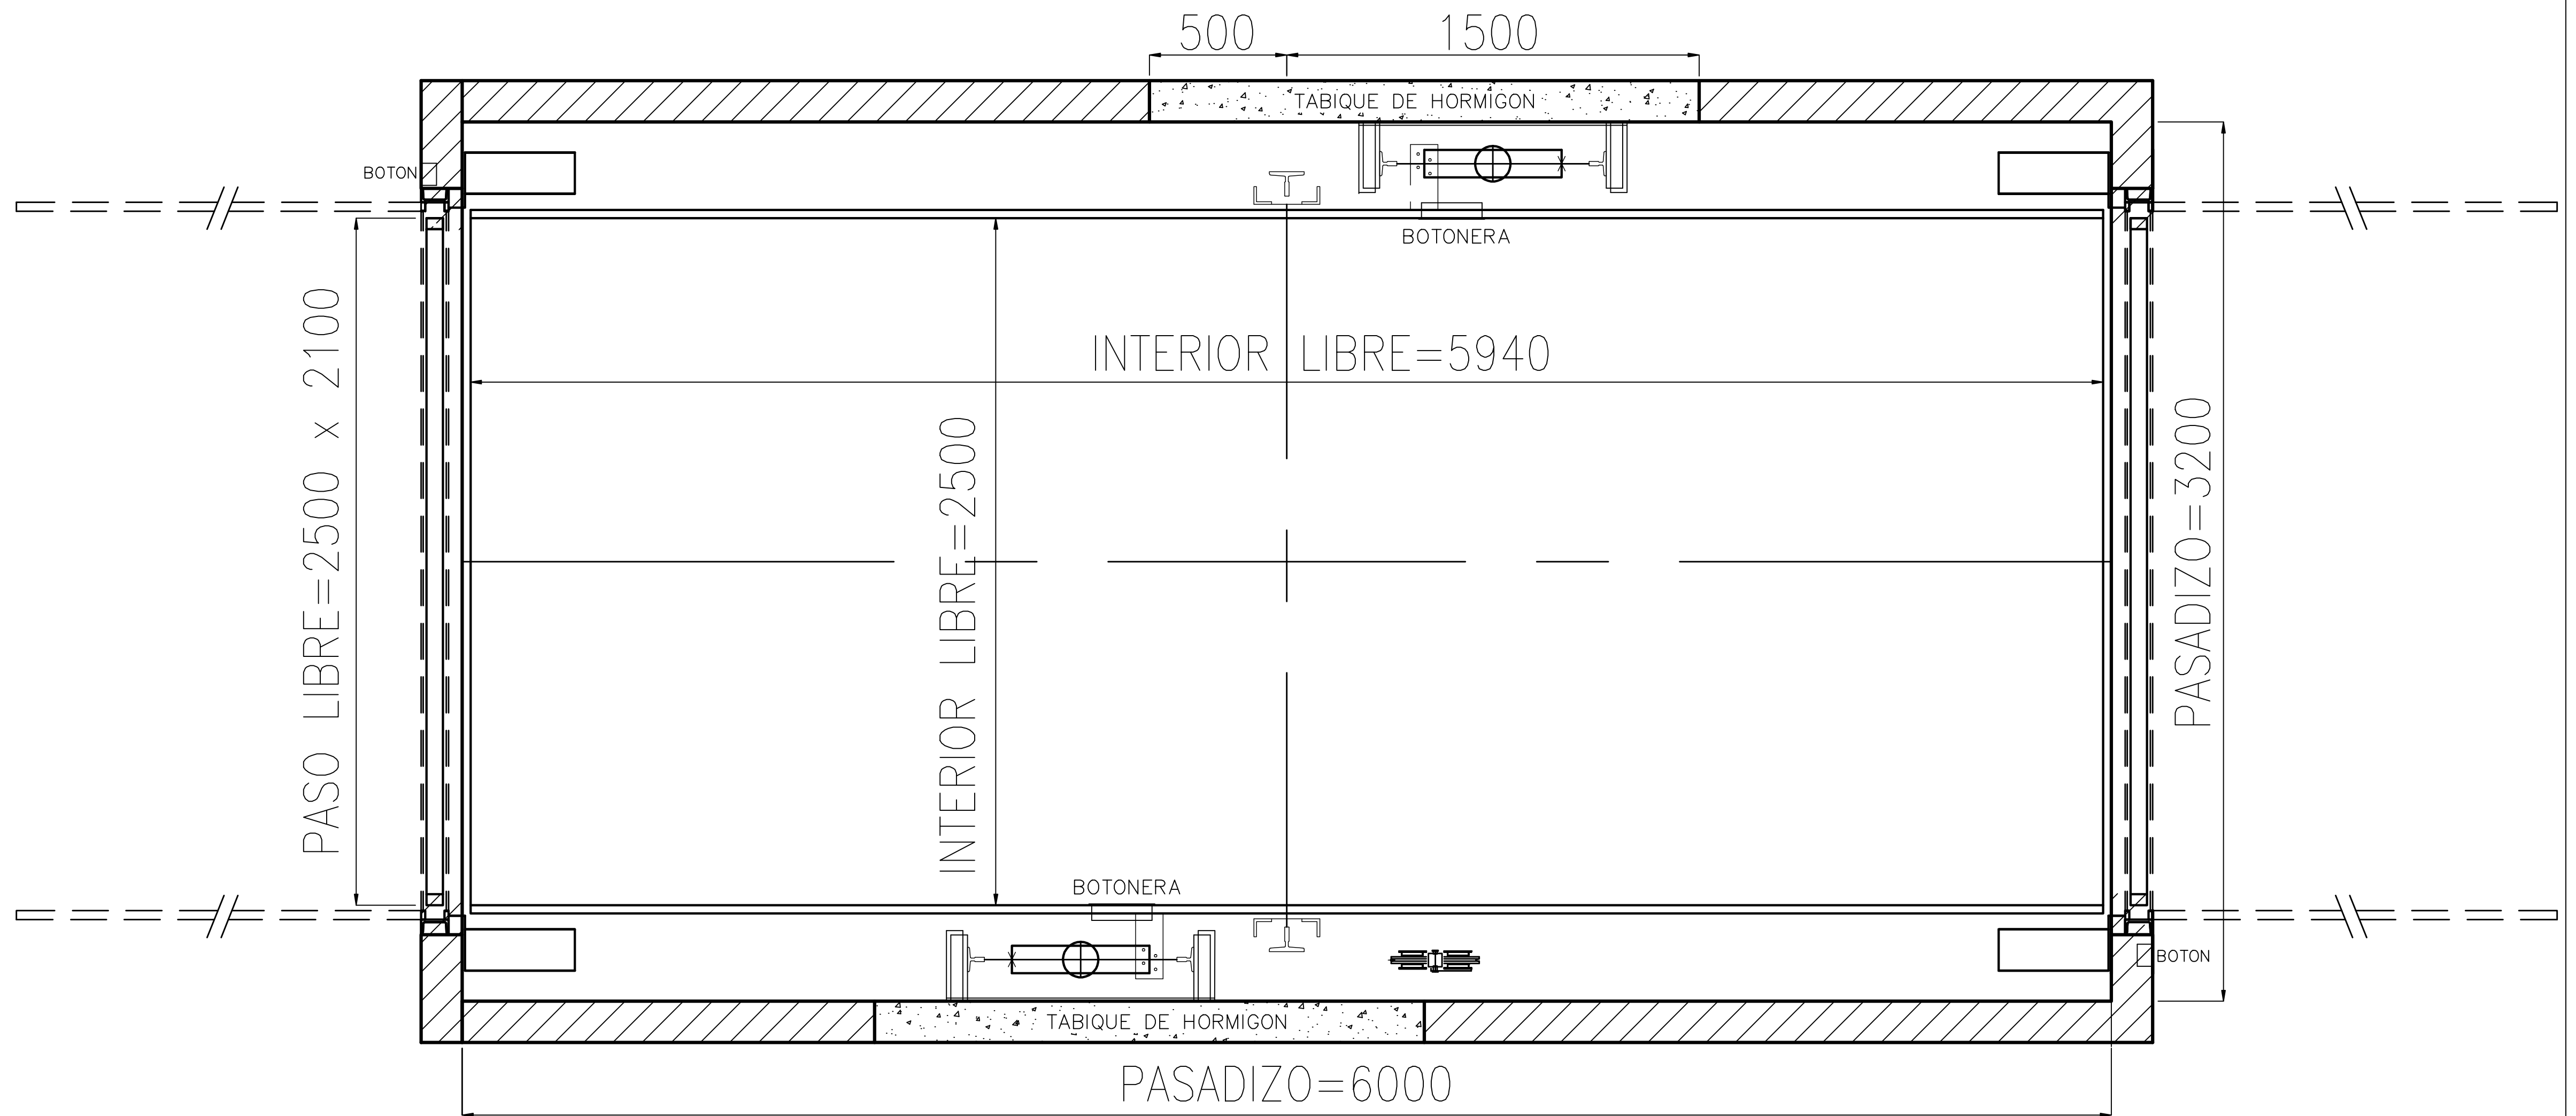 500
1500
TABIQUE DE HORMIGON
BOTON
BOTONERA
INTERIOR LIBRE=5940
PASO LIBRE=2500 x 2100
INTERIOR LIBRE=2500
PASADIZO=3200
BOTONERA
BOTON
TABIQUE DE HORMIGON
PASADIZO=6000